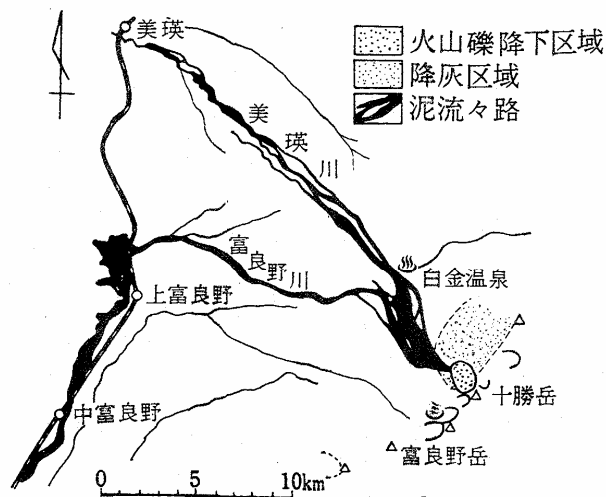 美瑛
火山礫降下区域
降灰区域
泥流々路
美瑛川
富良野川
白金温泉
上富良野
十勝岳
中富良野
富良野岳
0 5 10km